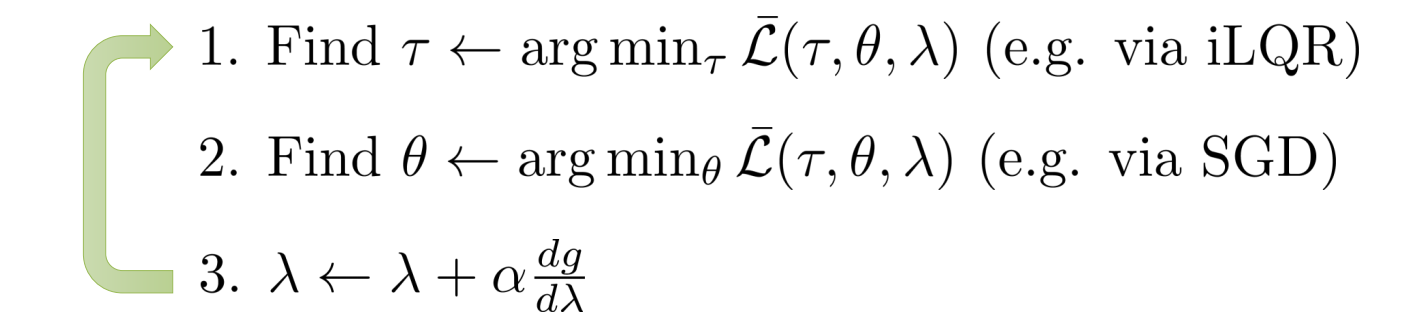 1. Find τ ← arg min_τ L̄(τ, θ, λ) (e.g. via iLQR)
2. Find θ ← arg min_θ L̄(τ, θ, λ) (e.g. via SGD)
3. λ ← λ + α dg/dλ